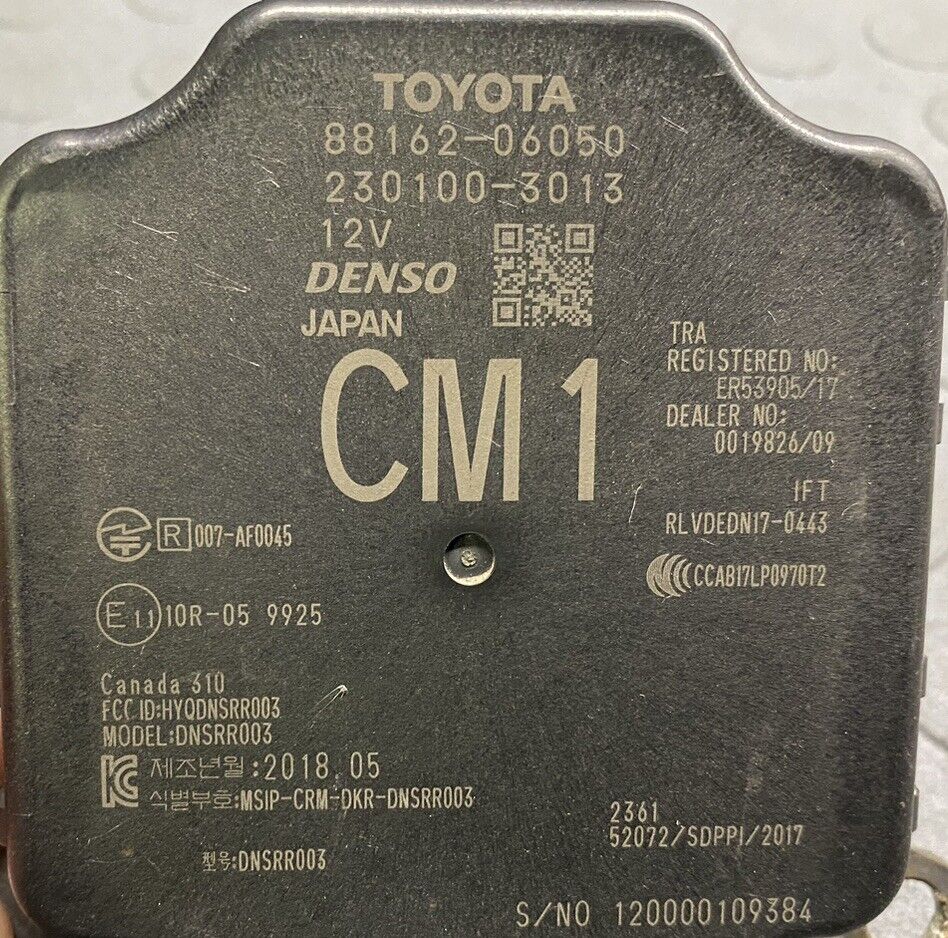 TOYOTA
88162-06050
230100-3013
12V
DENSO
JAPAN
CM1
TRA
REGISTERED NO:
ER53905/17
DEALER NO:
0019826/09
IFT
RLVDEDN17-0443
CCAB17LP0970T2
R 007-AF0045
E11 10R-05 9925
Canada 310
FCC ID:HYQDNSRR003
MODEL:DNSRR003
제조년월:2018.05
식별부호:MSIP-CRM-DKR-DNSRR003
型号:DNSRR003
2361
52072/SDPPI/2017
S/NO 120000109384